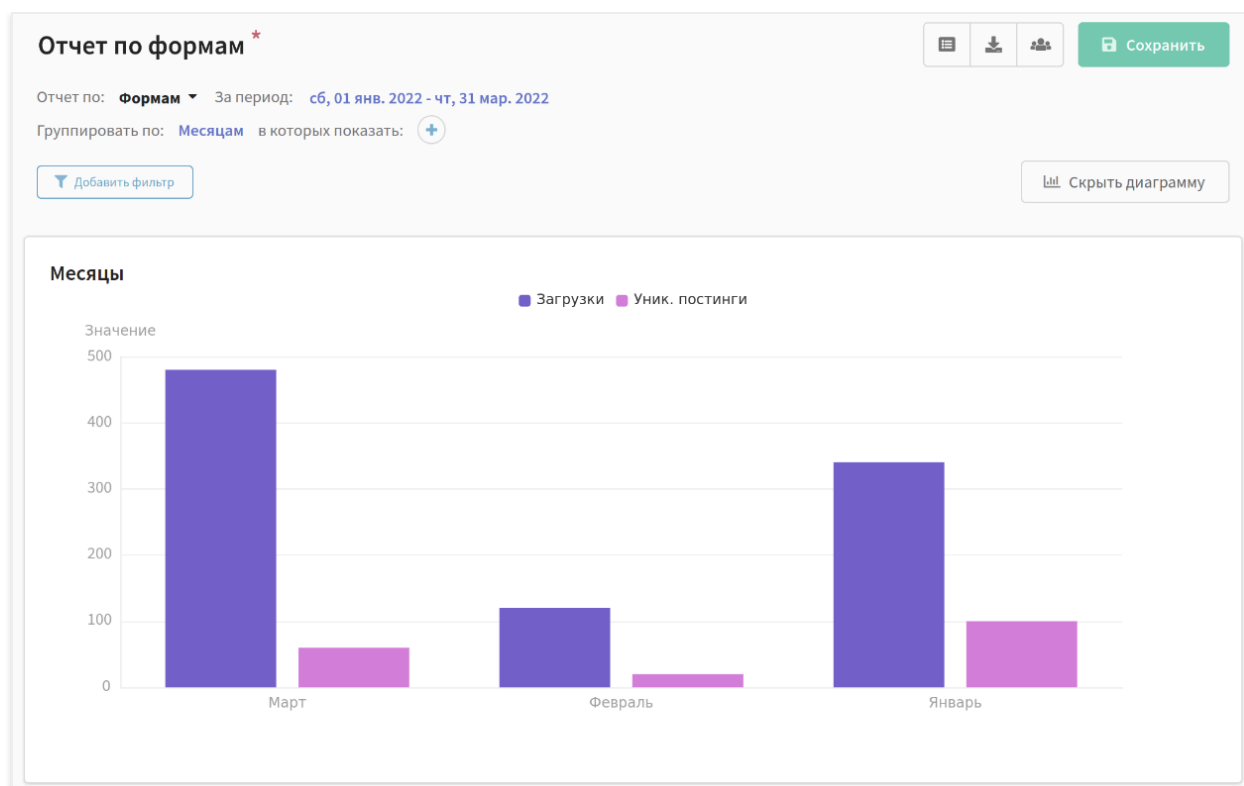 Отчет по формам *
Сохранить
Отчет по: Формам За период: сб, 01 янв. 2022 - чт, 31 мар. 2022
Группировать по: Месяцам в которых показать: +
Добавить фильтр
Скрыть диаграмму
Месяцы
Загрузки Уник. постинги
Значение
500
400
300
200
100
0
Март Февраль Январь